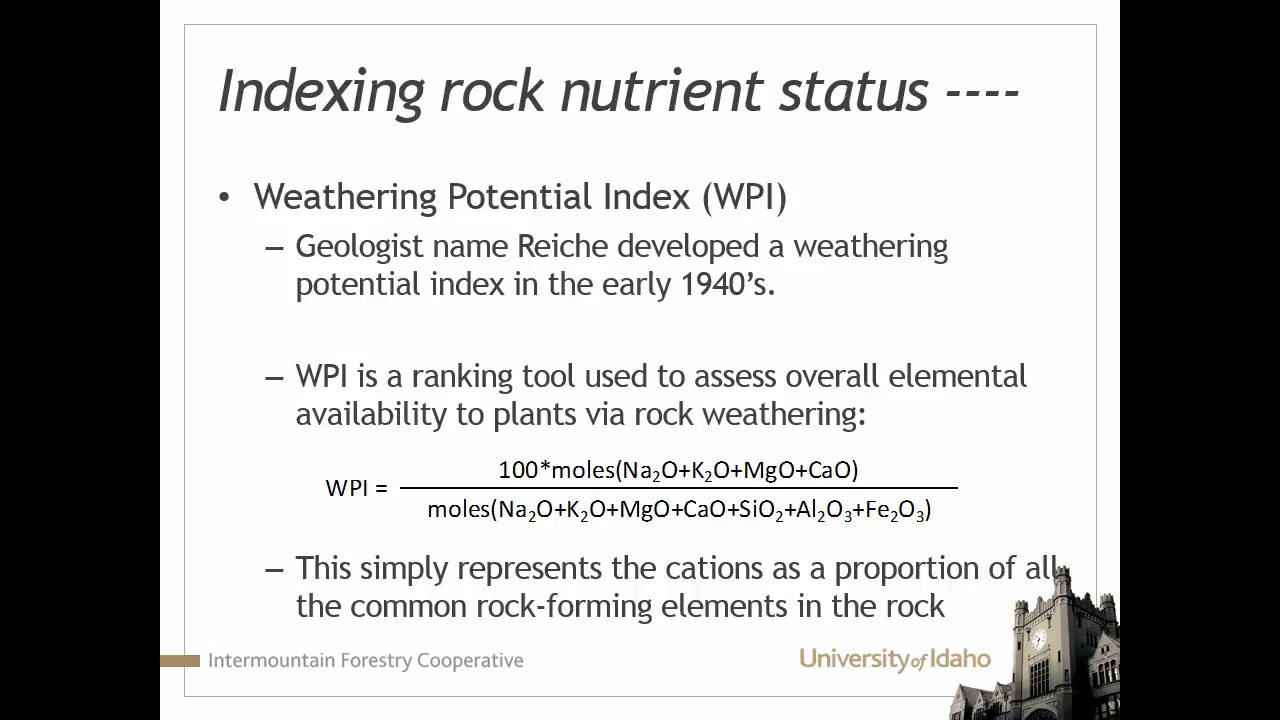 Indexing rock nutrient status ----
• Weathering Potential Index (WPI)
– Geologist name Reiche developed a weathering
potential index in the early 1940's.
– WPI is a ranking tool used to assess overall elemental
availability to plants via rock weathering:
100*moles(Na₂O+K₂O+MgO+CaO)
WPI =
moles(Na₂O+K₂O+MgO+CaO+SiO₂+Al₂O₃+Fe₂O₃)
– This simply represents the cations as a proportion of all
the common rock-forming elements in the rock
Intermountain Forestry Cooperative
University of Idaho